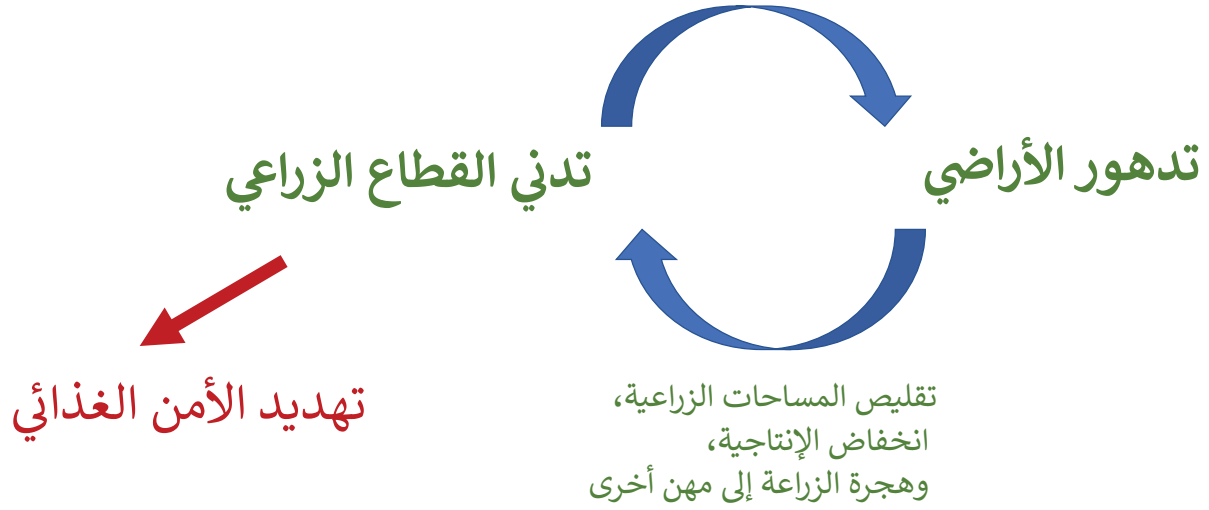 تدهور الأراضي
تدني القطاع الزراعي
تقليص المساحات الزراعية،
انخفاض الإنتاجية،
وهجرة الزراعة إلى مهن أخرى
تهديد الأمن الغذائي